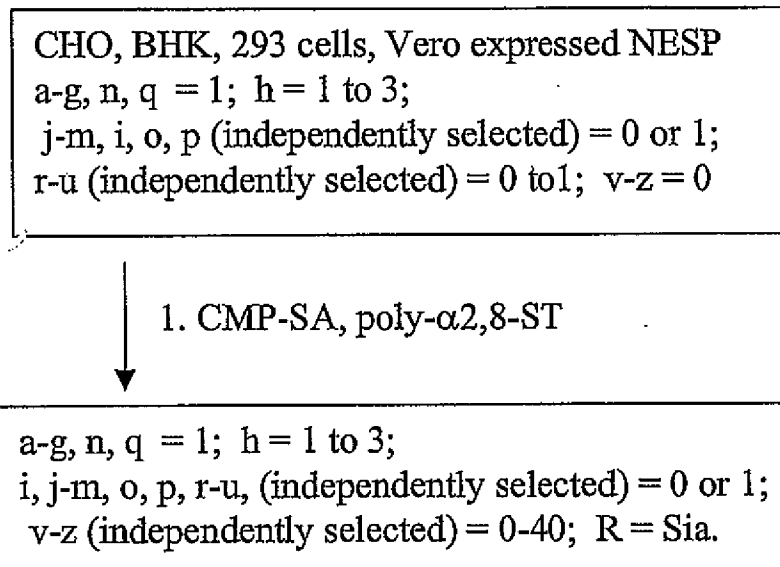 CHO, BHK, 293 cells, Vero expressed NESP
a-g, n, q = 1; h = 1 to 3;
j-m, i, o, p (independently selected) = 0 or 1;
r-u (independently selected) = 0 to1; v-z = 0
1. CMP-SA, poly-α2,8-ST
a-g, n, q = 1; h = 1 to 3;
i, j-m, o, p, r-u, (independently selected) = 0 or 1;
v-z (independently selected) = 0-40; R = Sia.